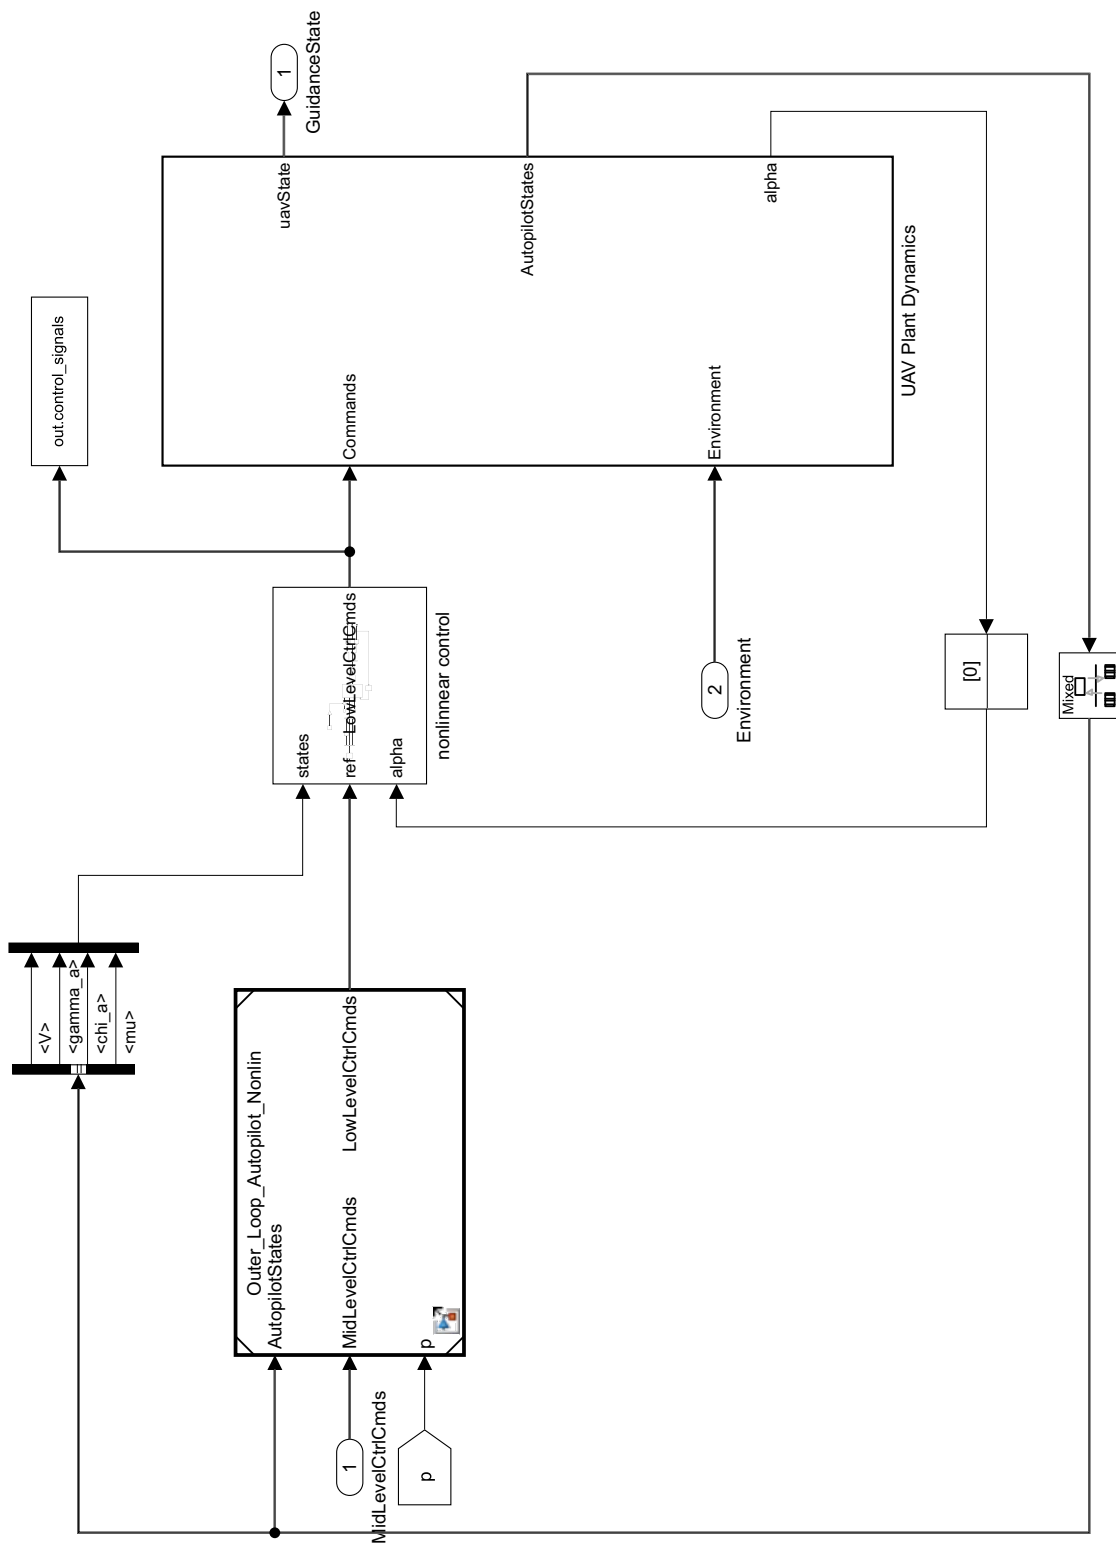 <V>
<gamma_a>
<chi_a>
<mu>
Outer_Loop_Autopilot_Nonlin
AutopilotStates
MidLevelCtrlCmds
LowLevelCtrlCmds
p
1
MidLevelCtrlCmds
p
states
ref
LowLevelCtrlCmds
alpha
nonlinnear control
out.control_signals
Commands
Environment
uavState
AutopilotStates
alpha
UAV Plant Dynamics
1
GuidanceState
2
Environment
[0]
Mixed